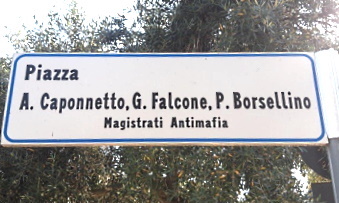 Piazza
A. Caponnetto, G. Falcone, P. Borsellino
Magistrati Antimafia